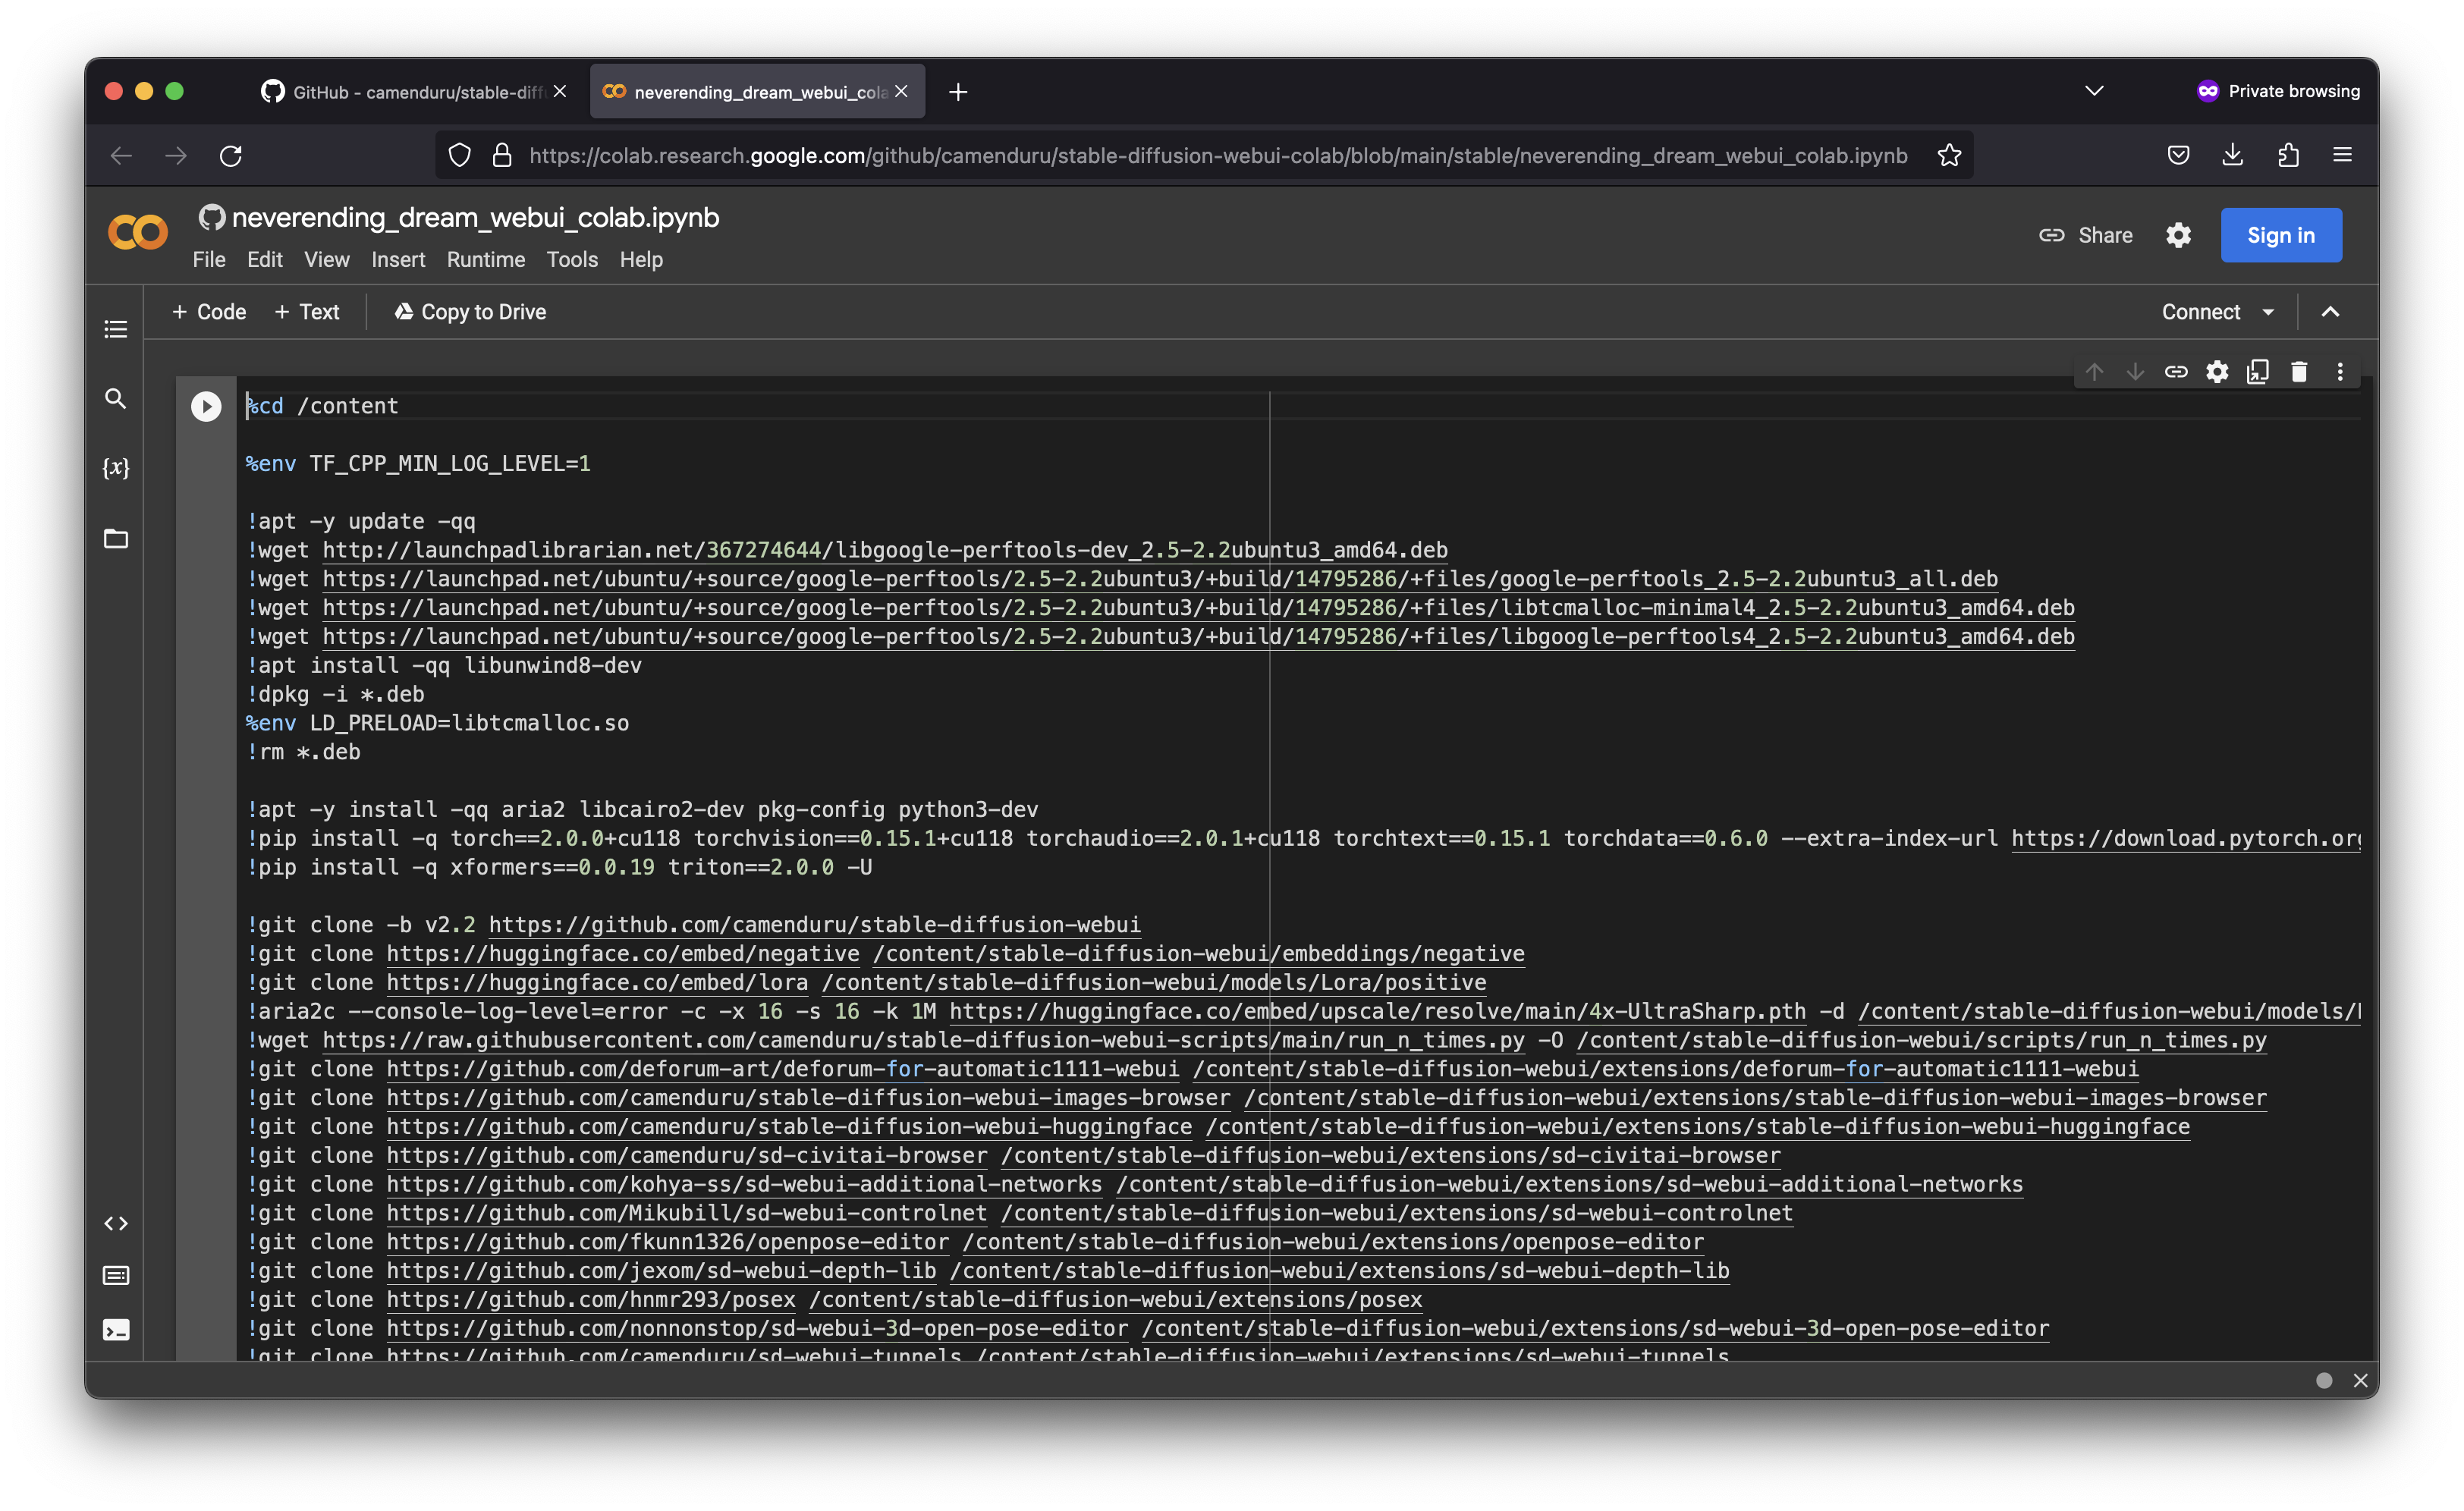 GitHub - camenduru/stable-diff
neverending_dream_webui_cola
Private browsing
https://colab.research.google.com/github/camenduru/stable-diffusion-webui-colab/blob/main/stable/neverending_dream_webui_colab.ipynb
neverending_dream_webui_colab.ipynb
File Edit View Insert Runtime Tools Help
Share
Sign in
+ Code + Text Copy to Drive
Connect
%cd /content
%env TF_CPP_MIN_LOG_LEVEL=1
!apt -y update -qq
!wget http://launchpadlibrarian.net/367274644/libgoogle-perftools-dev_2.5-2.2ubuntu3_amd64.deb
!wget https://launchpad.net/ubuntu/+source/google-perftools/2.5-2.2ubuntu3/+build/14795286/+files/google-perftools_2.5-2.2ubuntu3_all.deb
!wget https://launchpad.net/ubuntu/+source/google-perftools/2.5-2.2ubuntu3/+build/14795286/+files/libtcmalloc-minimal4_2.5-2.2ubuntu3_amd64.deb
!wget https://launchpad.net/ubuntu/+source/google-perftools/2.5-2.2ubuntu3/+build/14795286/+files/libgoogle-perftools4_2.5-2.2ubuntu3_amd64.deb
!apt install -qq libunwind8-dev
!dpkg -i *.deb
%env LD_PRELOAD=libtcmalloc.so
!rm *.deb
!apt -y install -qq aria2 libcairo2-dev pkg-config python3-dev
!pip install -q torch==2.0.0+cu118 torchvision==0.15.1+cu118 torchaudio==2.0.1+cu118 torchtext==0.15.1 torchdata==0.6.0 --extra-index-url https://download.pytorch.org
!pip install -q xformers==0.0.19 triton==2.0.0 -U
!git clone -b v2.2 https://github.com/camenduru/stable-diffusion-webui
!git clone https://huggingface.co/embed/negative /content/stable-diffusion-webui/embeddings/negative
!git clone https://huggingface.co/embed/lora /content/stable-diffusion-webui/models/Lora/positive
!aria2c --console-log-level=error -c -x 16 -s 16 -k 1M https://huggingface.co/embed/upscale/resolve/main/4x-UltraSharp.pth -d /content/stable-diffusion-webui/models/
!wget https://raw.githubusercontent.com/camenduru/stable-diffusion-webui-scripts/main/run_n_times.py -O /content/stable-diffusion-webui/scripts/run_n_times.py
!git clone https://github.com/deforum-art/deforum-for-automatic1111-webui /content/stable-diffusion-webui/extensions/deforum-for-automatic1111-webui
!git clone https://github.com/camenduru/stable-diffusion-webui-images-browser /content/stable-diffusion-webui/extensions/stable-diffusion-webui-images-browser
!git clone https://github.com/camenduru/stable-diffusion-webui-huggingface /content/stable-diffusion-webui/extensions/stable-diffusion-webui-huggingface
!git clone https://github.com/camenduru/sd-civitai-browser /content/stable-diffusion-webui/extensions/sd-civitai-browser
!git clone https://github.com/kohya-ss/sd-webui-additional-networks /content/stable-diffusion-webui/extensions/sd-webui-additional-networks
!git clone https://github.com/Mikubill/sd-webui-controlnet /content/stable-diffusion-webui/extensions/sd-webui-controlnet
!git clone https://github.com/fkunn1326/openpose-editor /content/stable-diffusion-webui/extensions/openpose-editor
!git clone https://github.com/jexom/sd-webui-depth-lib /content/stable-diffusion-webui/extensions/sd-webui-depth-lib
!git clone https://github.com/hnmr293/posex /content/stable-diffusion-webui/extensions/posex
!git clone https://github.com/nonnonstop/sd-webui-3d-open-pose-editor /content/stable-diffusion-webui/extensions/sd-webui-3d-open-pose-editor
!git clone https://github.com/camenduru/sd-webui-tunnels /content/stable-diffusion-webui/extensions/sd-webui-tunnels